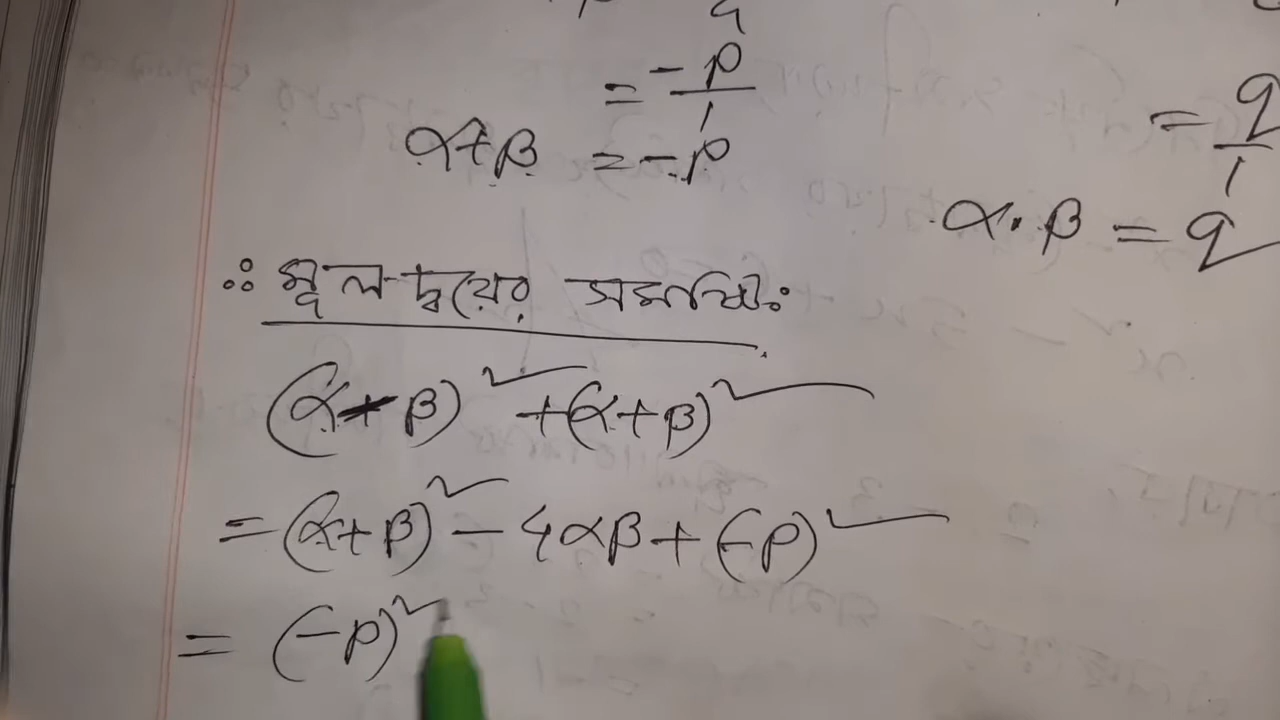 = -p/1
α+β = -p
= q/1
α.β = q
∴ মূলদ্বয়ের সমষ্টিঃ
(α-β)² + (α+β)²
= (α+β)² - 4αβ + (-p)²
= (-p)²